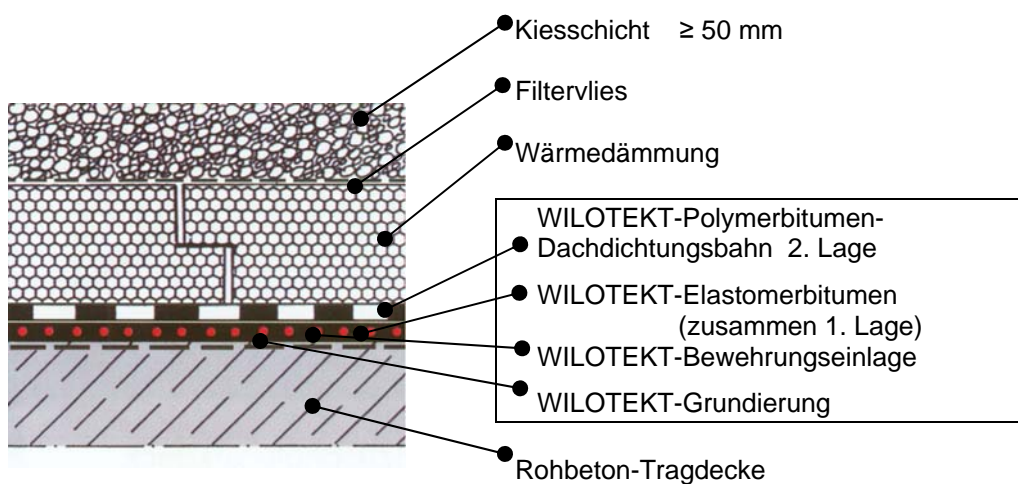 Kiesschicht ≥ 50 mm
Filtervlies
Wärmedämmung
WILOTEKT-Polymerbitumen-
Dachdichtungsbahn 2. Lage
WILOTEKT-Elastomerbitumen
(zusammen 1. Lage)
WILOTEKT-Bewehrungseinlage
WILOTEKT-Grundierung
Rohbeton-Tragdecke